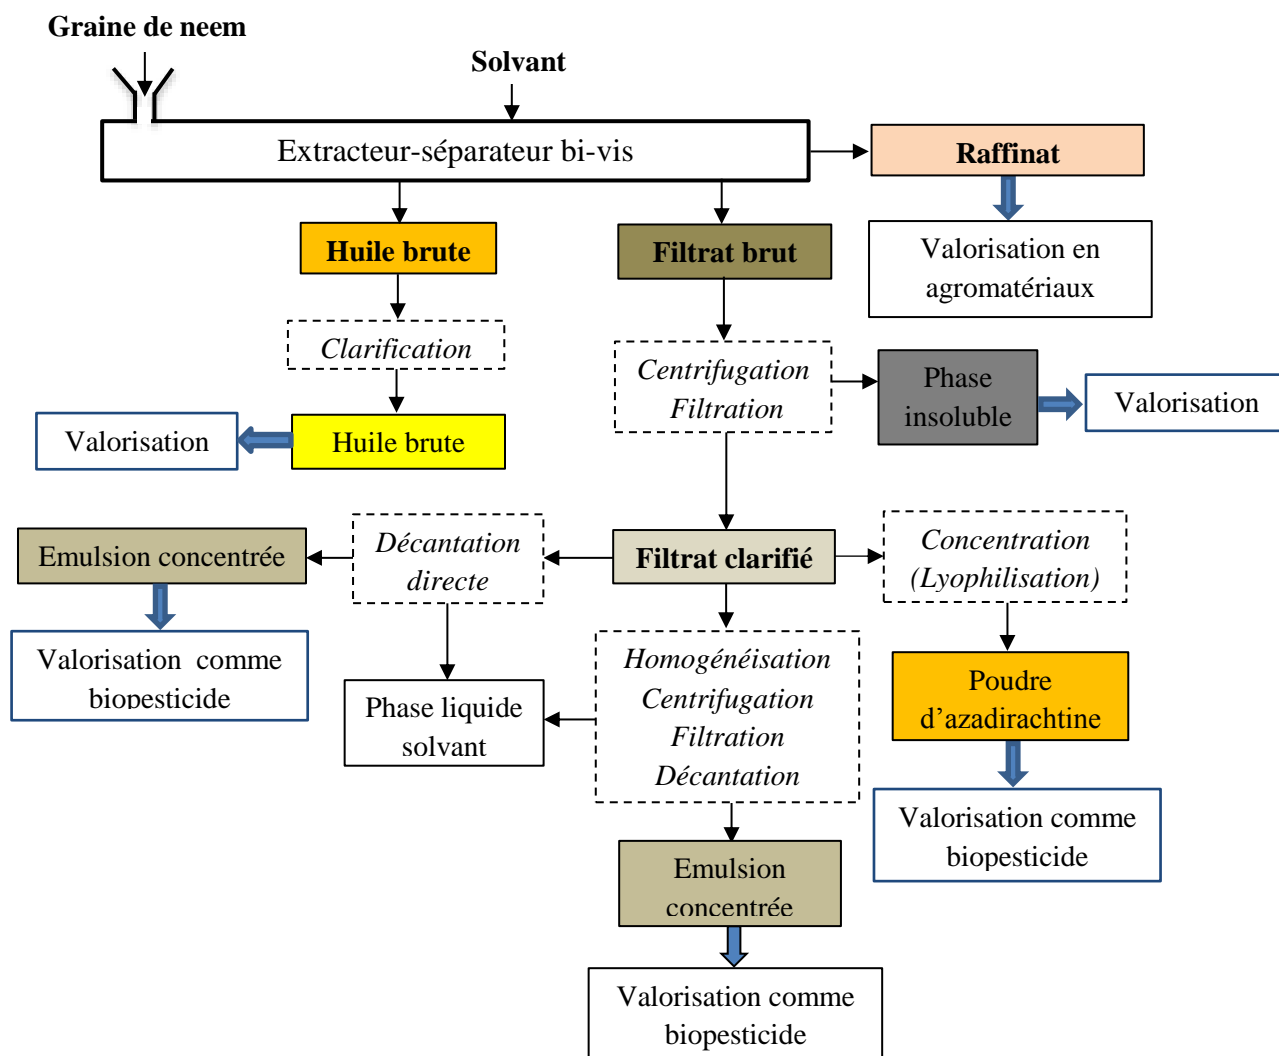 Graine de neem
Solvant
Extracteur-séparateur bi-vis
Raffinat
Huile brute
Filtrat brut
Valorisation en
agromatériaux
Clarification
Centrifugation
Filtration
Phase
insoluble
Valorisation
Valorisation
Huile brute
Emulsion concentrée
Décantation
directe
Filtrat clarifié
Concentration
(Lyophilisation)
Valorisation comme
biopesticide
Phase liquide
solvant
Homogénéisation
Centrifugation
Filtration
Décantation
Poudre
d’azadirachtine
Valorisation comme
biopesticide
Emulsion
concentrée
Valorisation comme
biopesticide